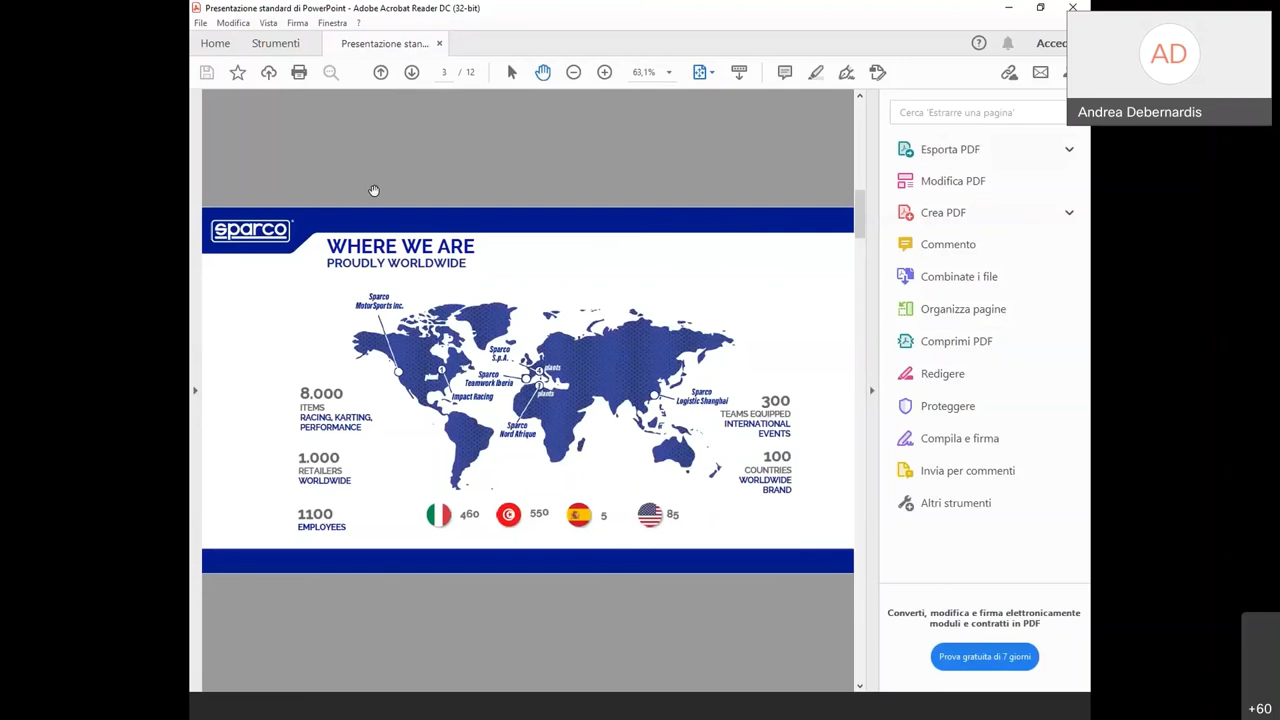 Presentazione standard di PowerPoint - Adobe Acrobat Reader DC (32-bit)
File Modifica Vista Firma Finestra ?
Home Strumenti Presentazione stan... ×
Acced
3 / 12 63,1%
AD
Andrea Debernardis
Cerca 'Estrarre una pagina'
Esporta PDF
Modifica PDF
Crea PDF
Commento
Combinate i file
Organizza pagine
Comprimi PDF
Redigere
Proteggere
Compila e firma
Invia per commenti
Altri strumenti
Converti, modifica e firma elettronicamente
moduli e contratti in PDF
Prova gratuita di 7 giorni
sparco
WHERE WE ARE
PROUDLY WORLDWIDE
Sparco
MotorSports inc.
Sparco
S.p.A.
plants
Sparco
Teamwork Iberia
plant
Impact Racing
plants
Sparco
Nord Afrique
Sparco
Logistic Shanghai
8.000
ITEMS
RACING, KARTING,
PERFORMANCE
1.000
RETAILERS
WORLDWIDE
1100
EMPLOYEES
300
TEAMS EQUIPPED
INTERNATIONAL
EVENTS
100
COUNTRIES
WORLDWIDE
BRAND
460 550 5 85
+60